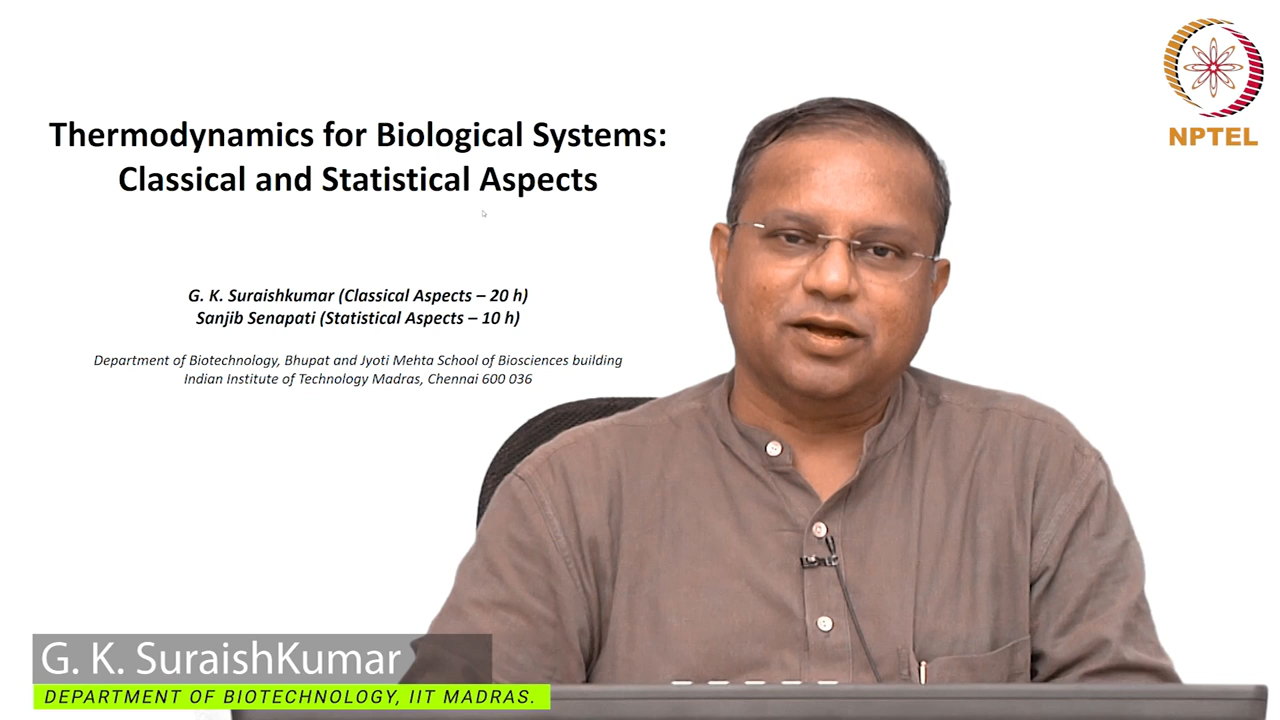 Thermodynamics for Biological Systems:
Classical and Statistical Aspects
G. K. Suraishkumar (Classical Aspects – 20 h)
Sanjib Senapati (Statistical Aspects – 10 h)
Department of Biotechnology, Bhupat and Jyoti Mehta School of Biosciences building
Indian Institute of Technology Madras, Chennai 600 036
NPTEL
G. K. SuraishKumar
DEPARTMENT OF BIOTECHNOLOGY, IIT MADRAS.